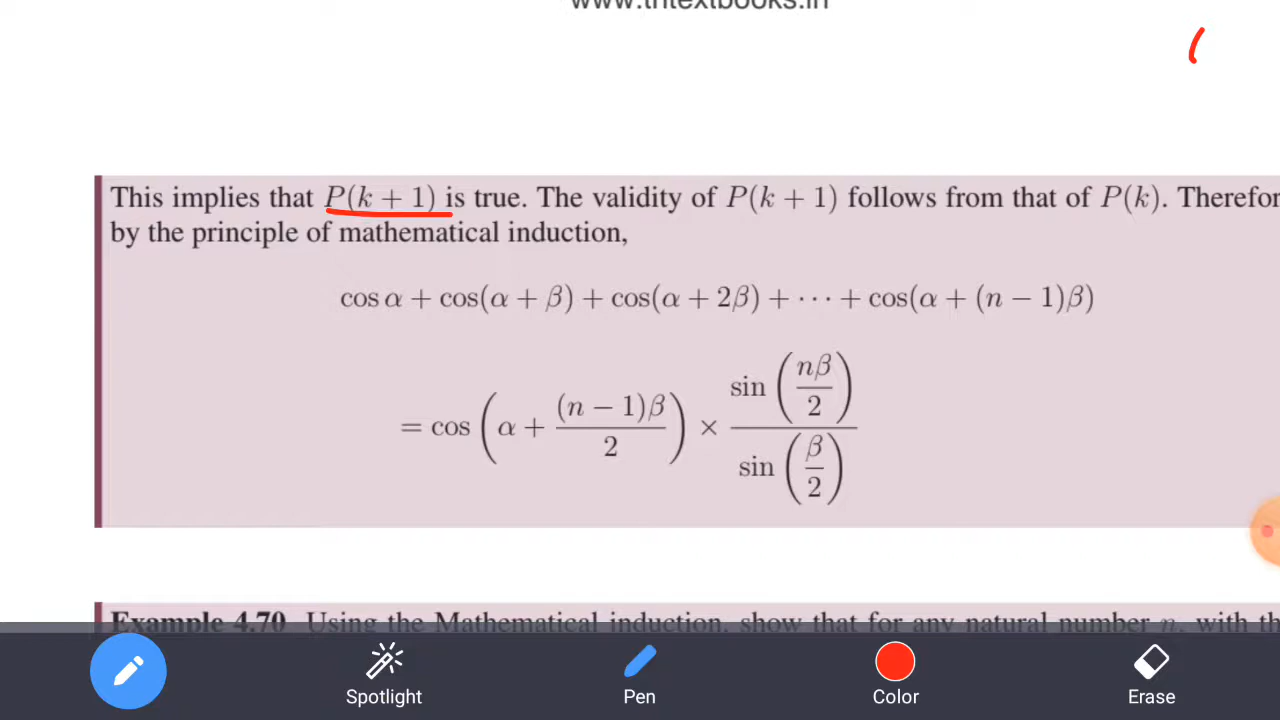 www.tntextbooks.in
This implies that P(k + 1) is true. The validity of P(k + 1) follows from that of P(k). Therefor
by the principle of mathematical induction,
cos α + cos(α + β) + cos(α + 2β) + ··· + cos(α + (n − 1)β)
= cos (α + (n − 1)β / 2) × sin (nβ / 2) / sin (β / 2)
Example 4.70 Using the Mathematical induction, show that for any natural number n, with th
Spotlight Pen Color Erase